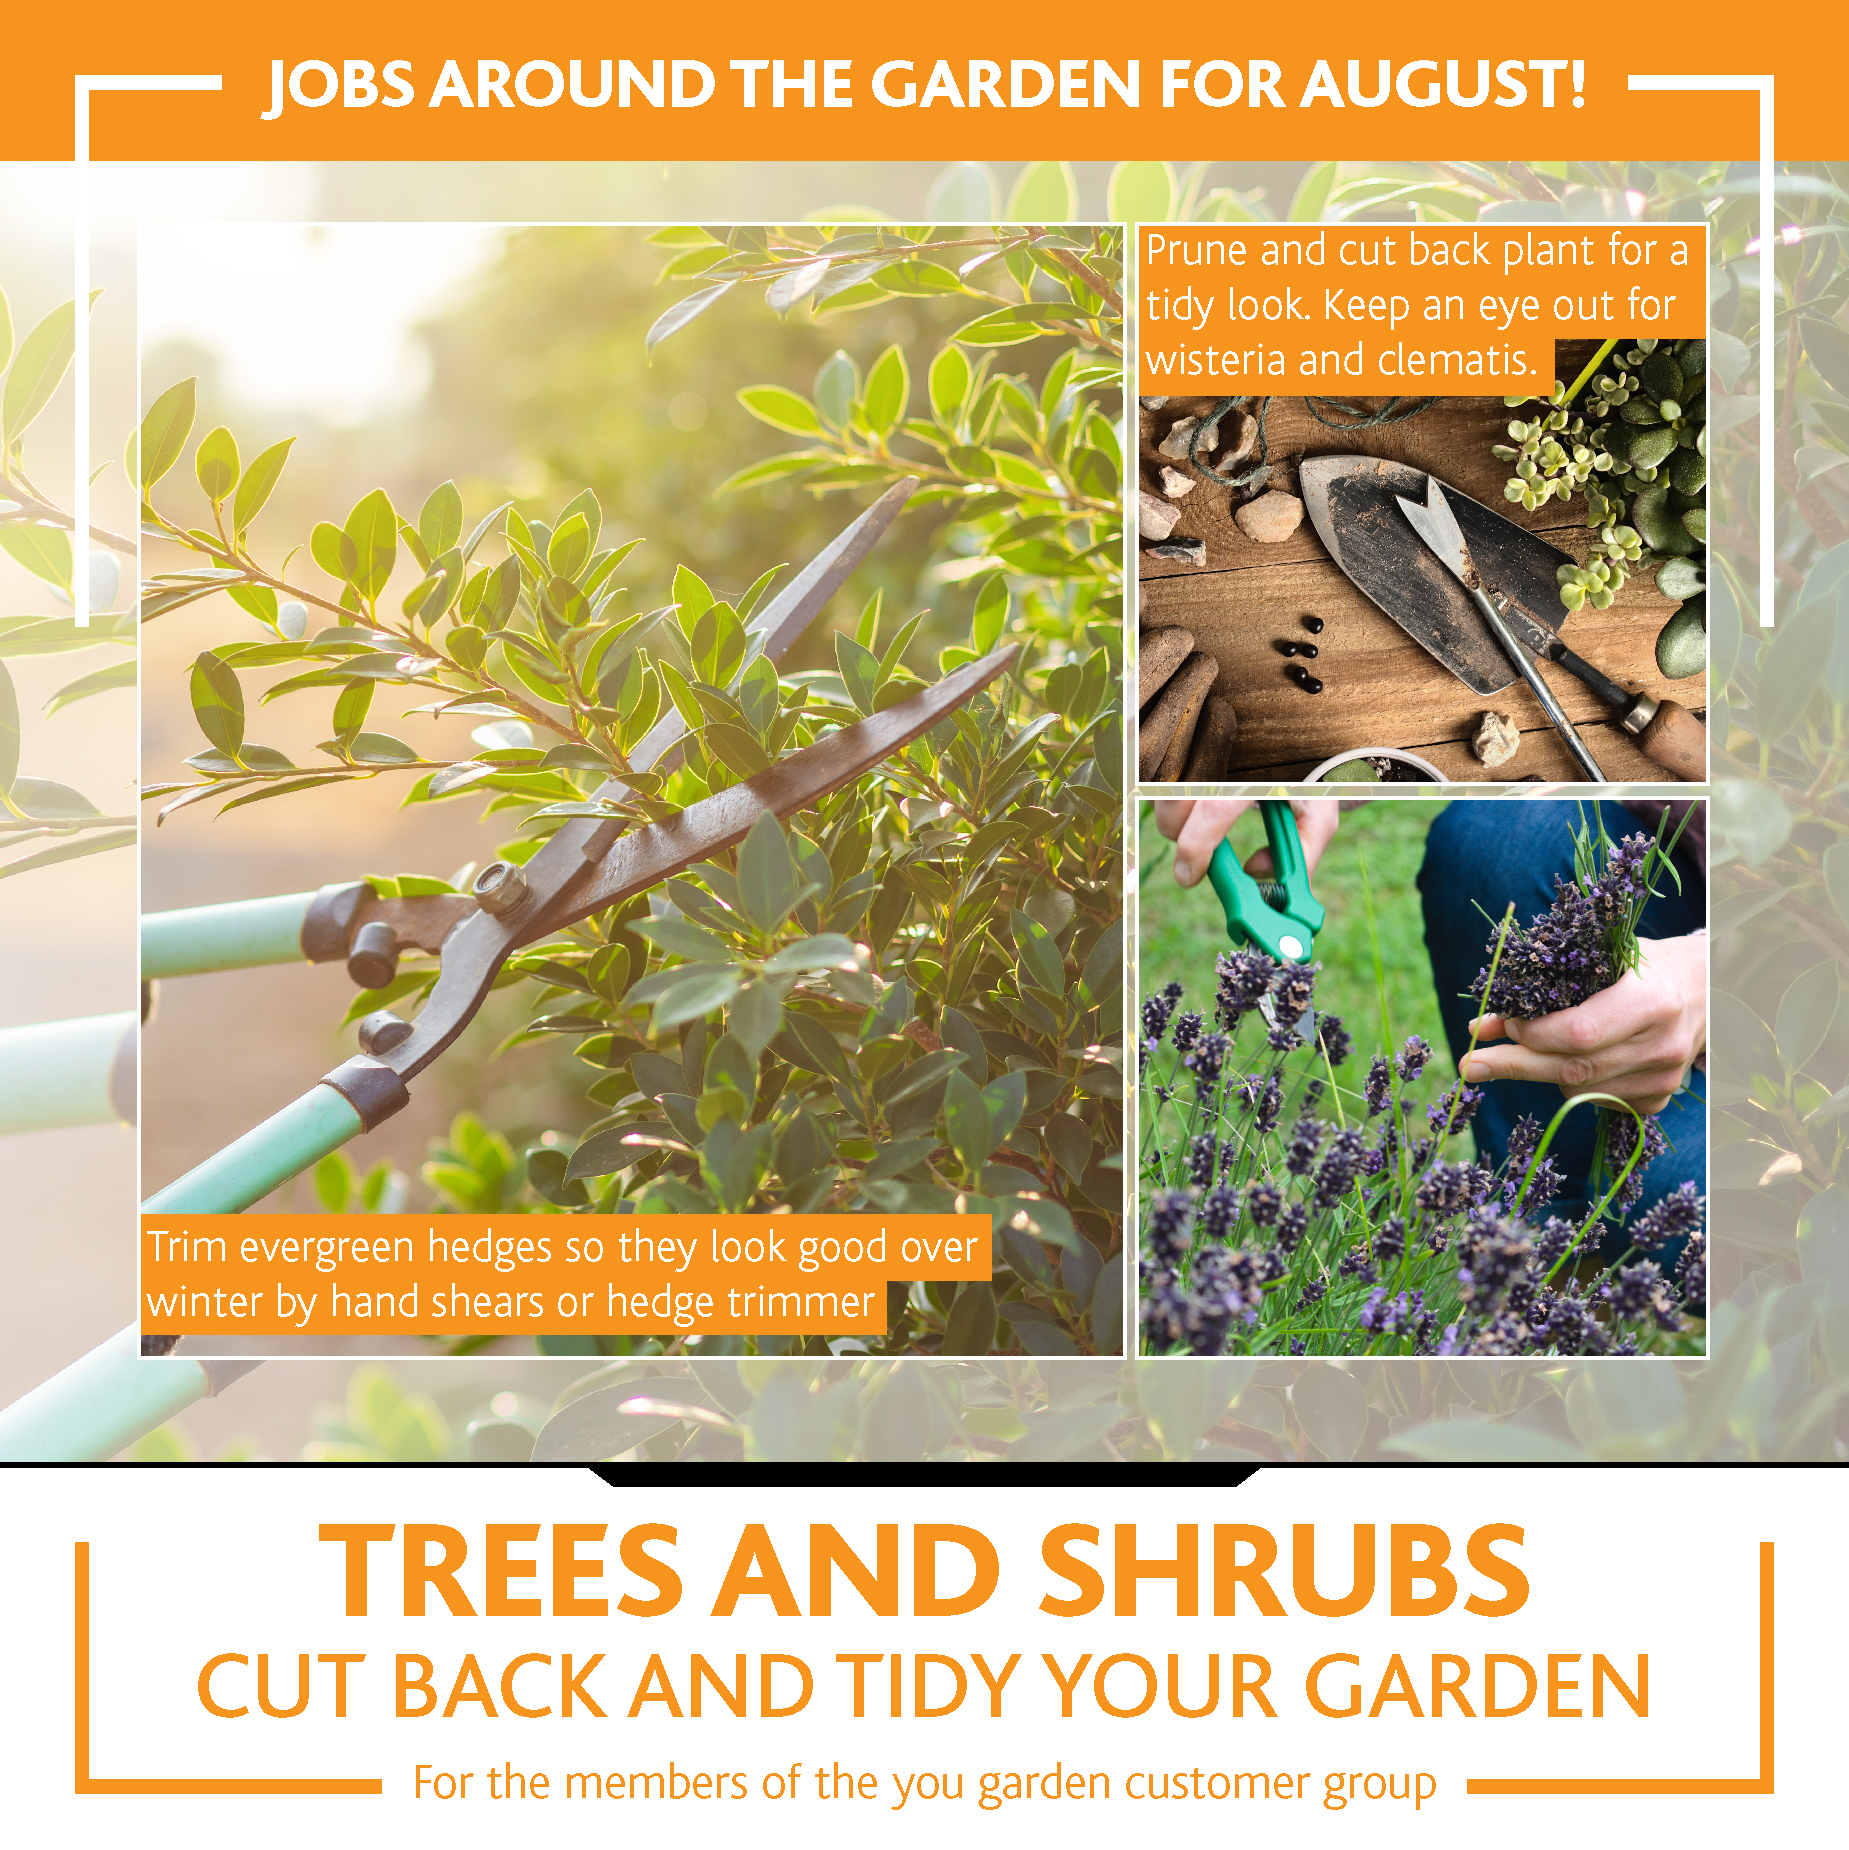 JOBS AROUND THE GARDEN FOR AUGUST!
Prune and cut back plant for a
tidy look. Keep an eye out for
wisteria and clematis.
Trim evergreen hedges so they look good over
winter by hand shears or hedge trimmer
TREES AND SHRUBS
CUT BACK AND TIDY YOUR GARDEN
For the members of the you garden customer group